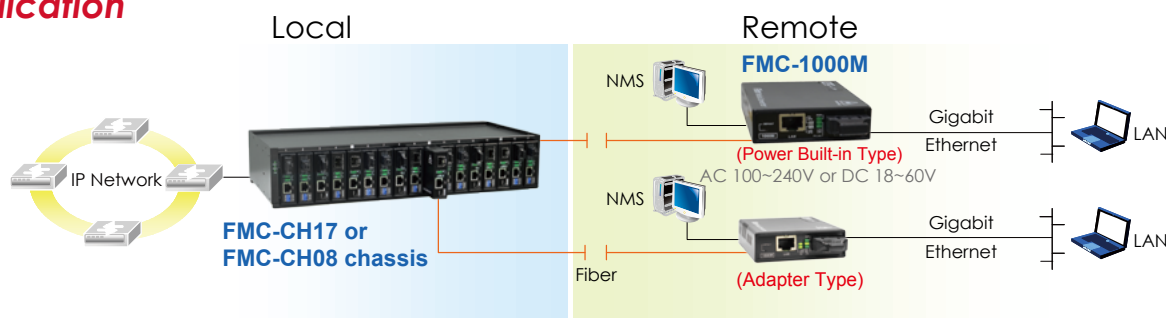 lication
Local
Remote
FMC-1000M
NMS
Gigabit
Ethernet
LAN
(Power Built-in Type)
AC 100~240V or DC 18~60V
IP Network
NMS
FMC-CH17 or
FMC-CH08 chassis
Gigabit
Ethernet
LAN
Fiber
(Adapter Type)